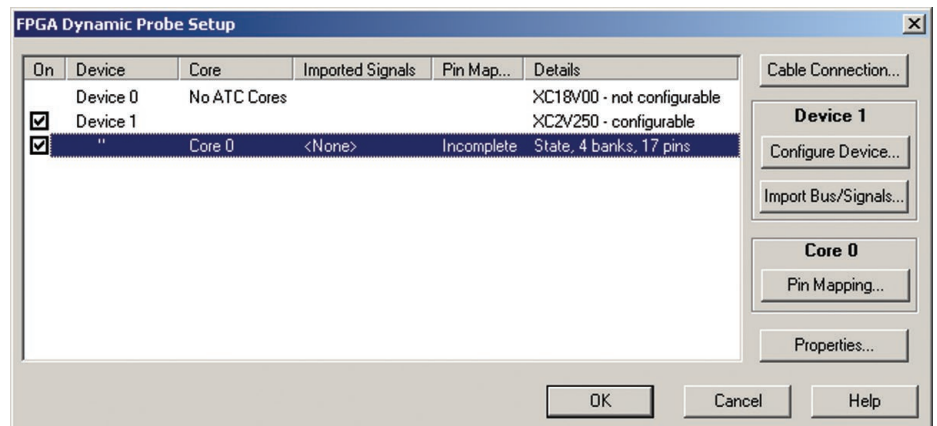 FPGA Dynamic Probe Setup
On Device Core Imported Signals Pin Map... Details
Device 0 No ATC Cores XC18V00 - not configurable
Device 1 XC2V250 - configurable
" Core 0 <None> Incomplete State, 4 banks, 17 pins
Cable Connection...
Device 1
Configure Device...
Import Bus/Signals...
Core 0
Pin Mapping...
Properties...
OK Cancel Help